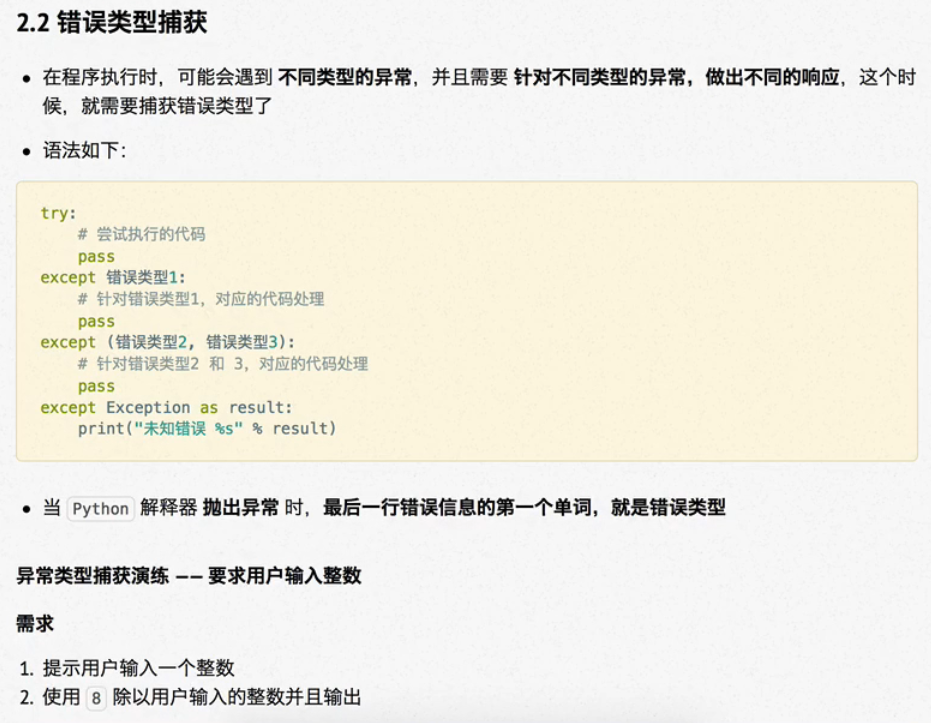 2.2 错误类型捕获
• 在程序执行时，可能会遇到 不同类型的异常，并且需要 针对不同类型的异常，做出不同的响应，这个时
候，就需要捕获错误类型了
• 语法如下：
try:
    # 尝试执行的代码
    pass
except 错误类型1:
    # 针对错误类型1，对应的代码处理
    pass
except (错误类型2, 错误类型3):
    # 针对错误类型2 和 3，对应的代码处理
    pass
except Exception as result:
    print("未知错误 %s" % result)
• 当 Python 解释器 抛出异常 时，最后一行错误信息的第一个单词，就是错误类型
异常类型捕获演练 —— 要求用户输入整数
需求
1. 提示用户输入一个整数
2. 使用 8 除以用户输入的整数并且输出